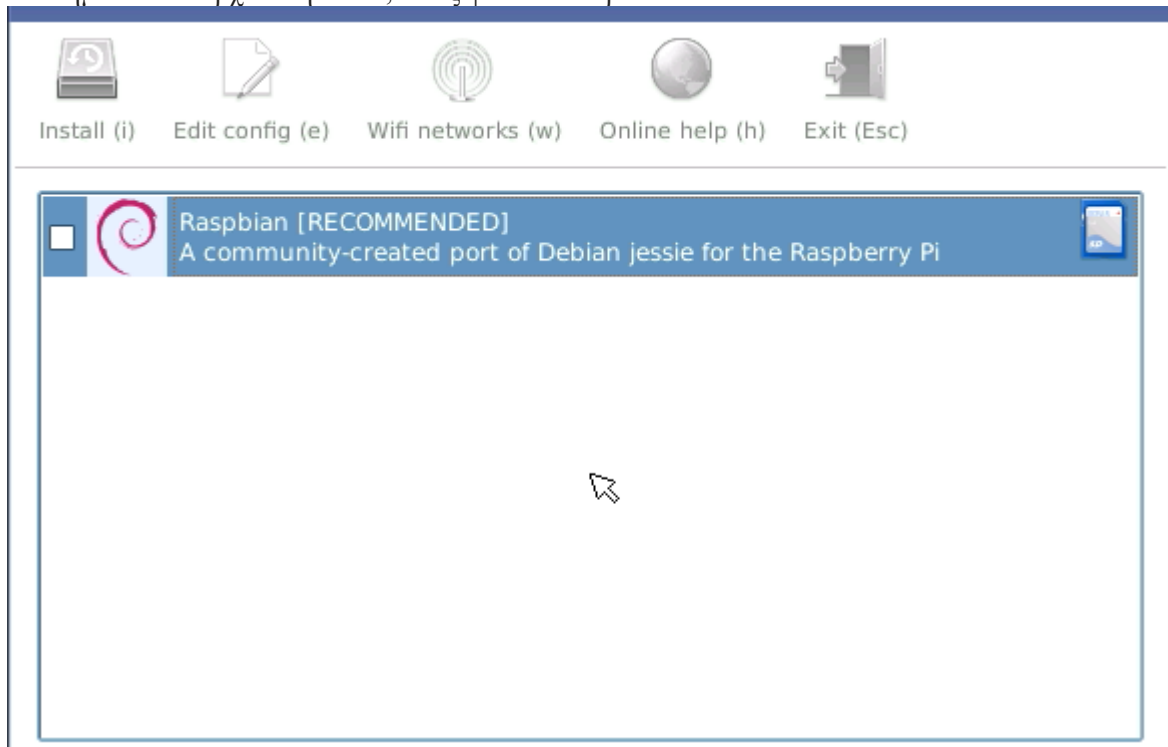 Install (i) Edit config (e) Wifi networks (w) Online help (h) Exit (Esc)
Raspbian [RECOMMENDED]
A community-created port of Debian jessie for the Raspberry Pi